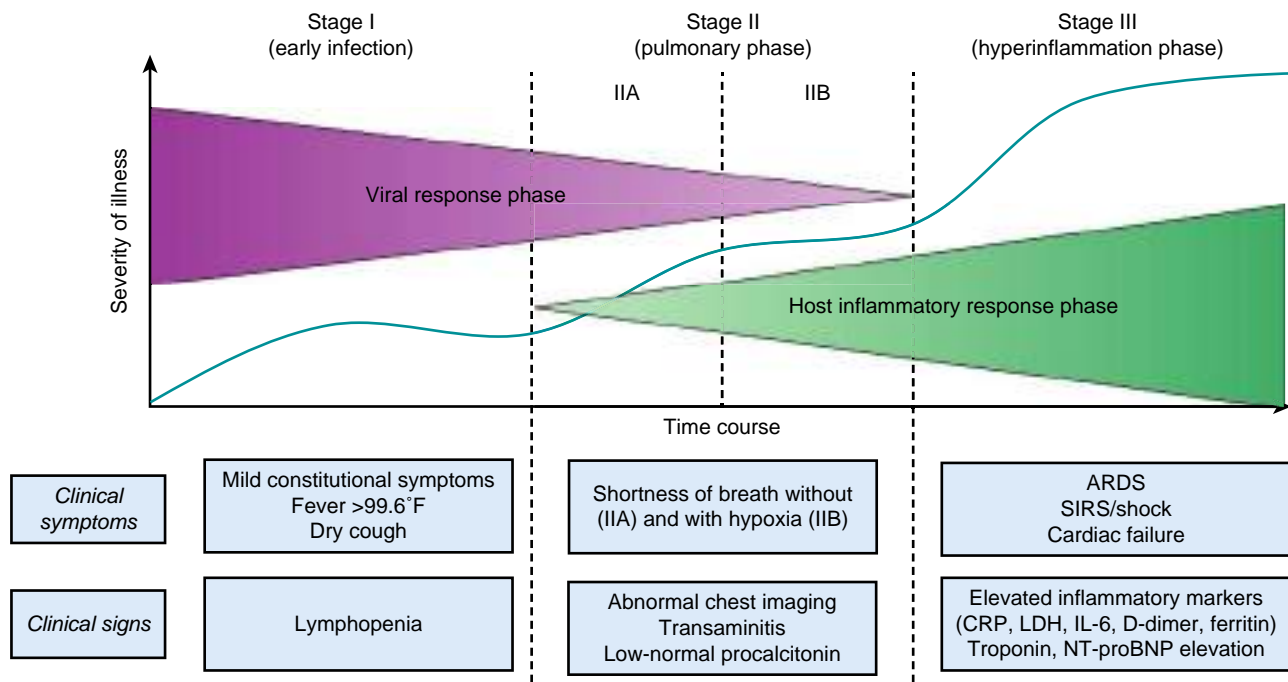 Stage I
(early infection)
Stage II
(pulmonary phase)
Stage III
(hyperinflammation phase)
IIA
IIB
Severity of illness
Viral response phase
Host inflammatory response phase
Time course
Clinical
symptoms
Mild constitutional symptoms
Fever >99.6˚F
Dry cough
Shortness of breath without
(IIA) and with hypoxia (IIB)
ARDS
SIRS/shock
Cardiac failure
Clinical signs
Lymphopenia
Abnormal chest imaging
Transaminitis
Low-normal procalcitonin
Elevated inflammatory markers
(CRP, LDH, IL-6, D-dimer, ferritin)
Troponin, NT-proBNP elevation